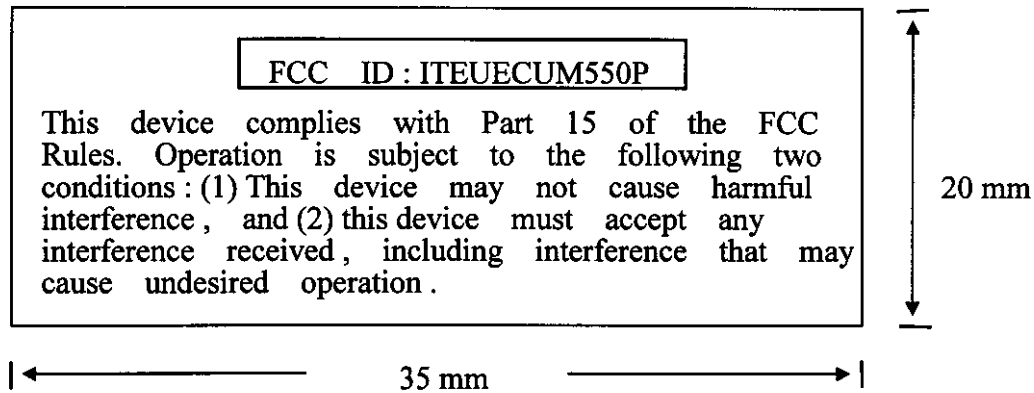 FCC ID : ITEUECUM550P
This device complies with Part 15 of the FCC
Rules. Operation is subject to the following two
conditions : (1) This device may not cause harmful
interference , and (2) this device must accept any
interference received , including interference that may
cause undesired operation .
20 mm
35 mm